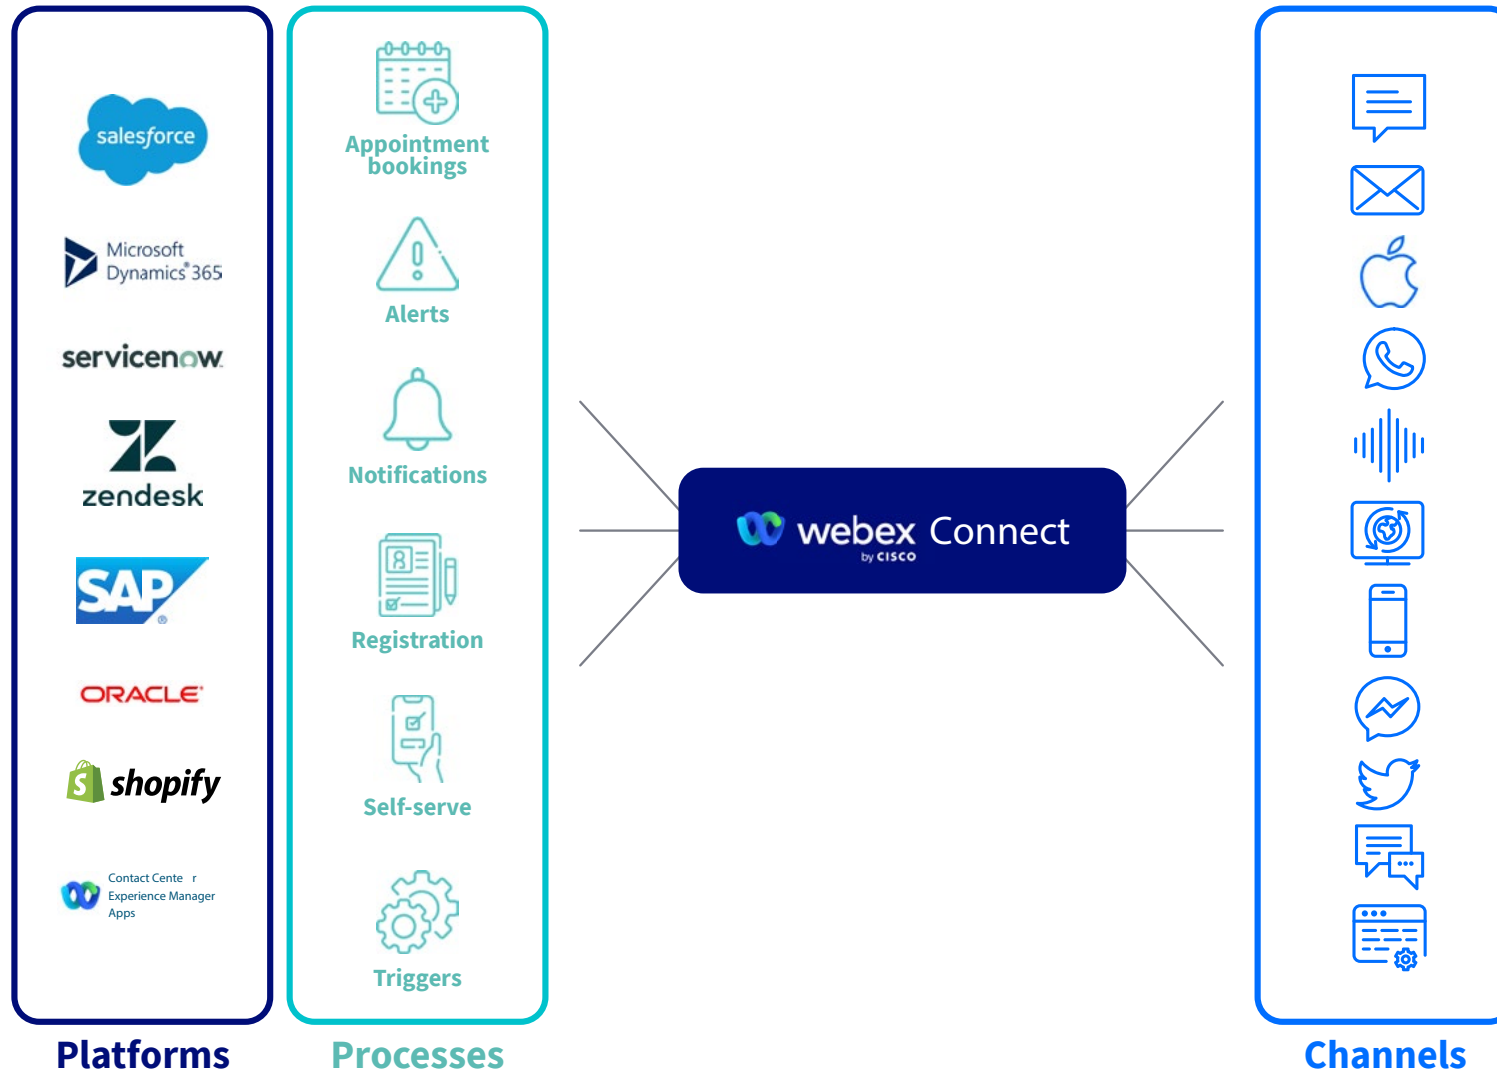 salesforce
Microsoft
Dynamics® 365
servicenow
zendesk
SAP®
ORACLE®
S shopify
Contact Cente r
Experience Manager
Apps
Platforms
Appointment
bookings
Alerts
Notifications
Registration
Self-serve
Triggers
Processes
webex Connect
by CISCO
Channels